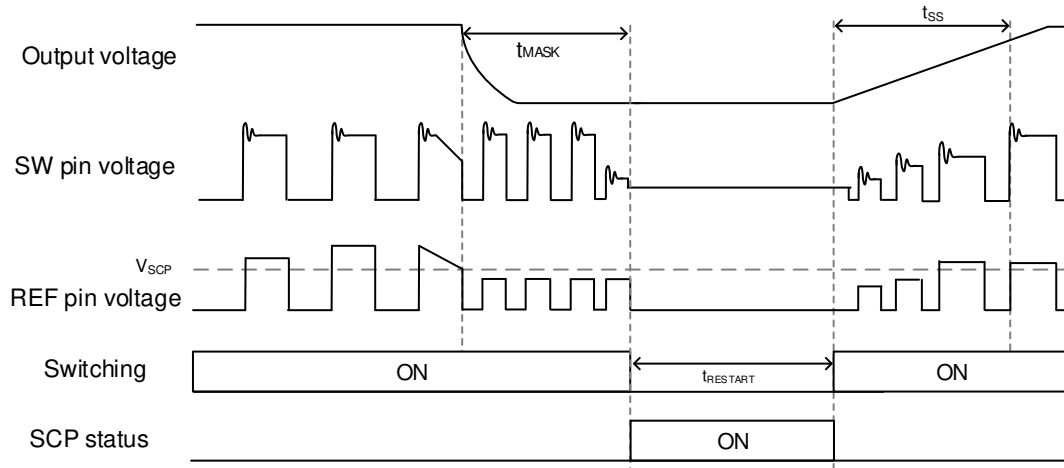 tSS
Output voltage
tMASK
SW pin voltage
VSCP
REF pin voltage
Switching
ON
tRESTART
ON
SCP status
ON